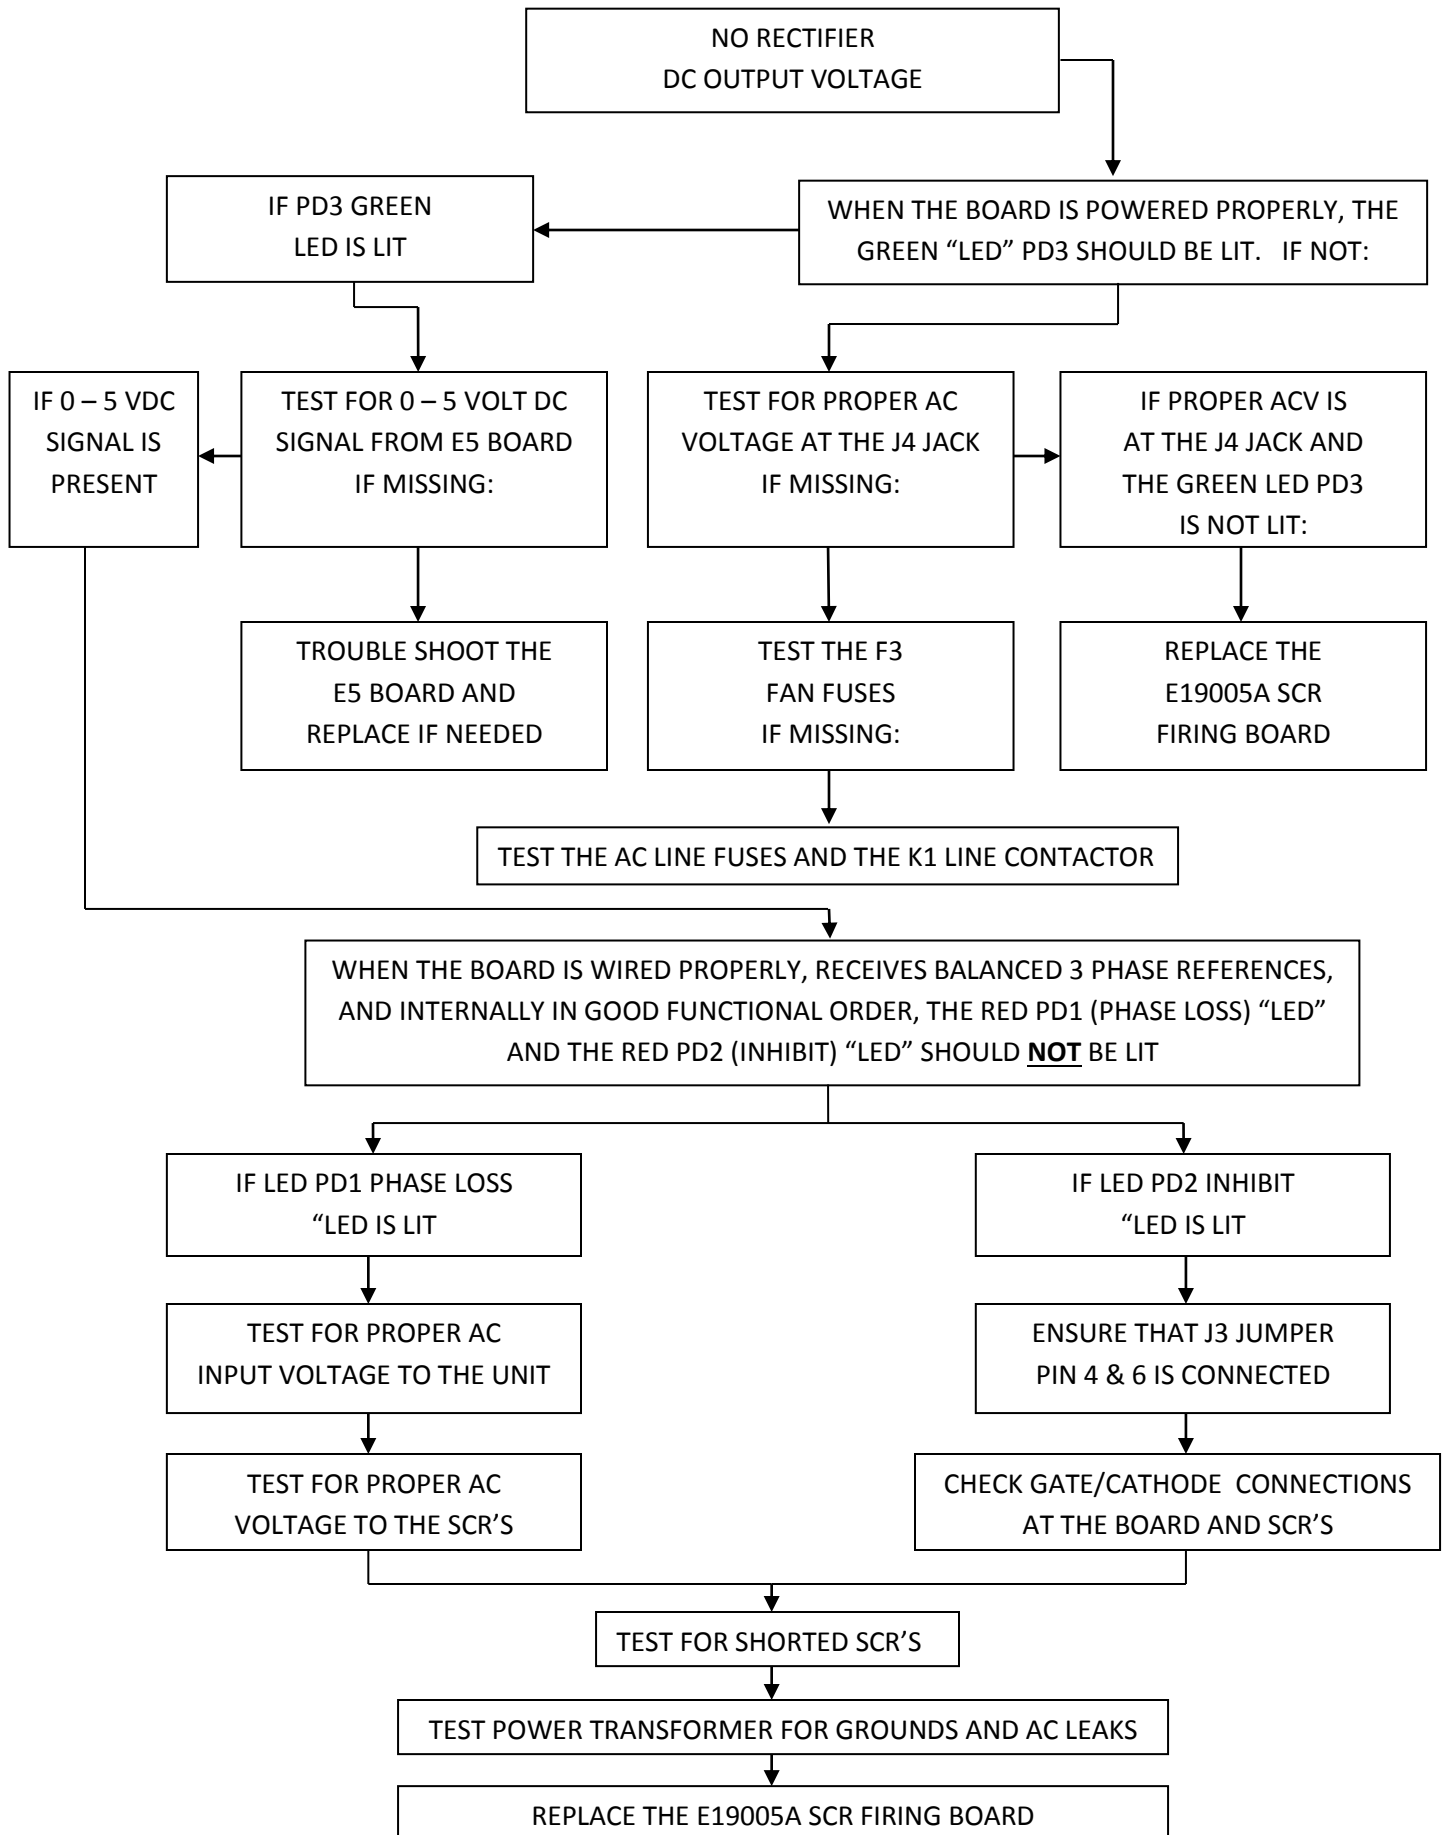 NO RECTIFIER
DC OUTPUT VOLTAGE
IF PD3 GREEN
LED IS LIT
WHEN THE BOARD IS POWERED PROPERLY, THE
GREEN “LED” PD3 SHOULD BE LIT.   IF NOT:
IF 0 – 5 VDC
SIGNAL IS
PRESENT
TEST FOR 0 – 5 VOLT DC
SIGNAL FROM E5 BOARD
IF MISSING:
TEST FOR PROPER AC
VOLTAGE AT THE J4 JACK
IF MISSING:
IF PROPER ACV IS
AT THE J4 JACK AND
THE GREEN LED PD3
IS NOT LIT:
TROUBLE SHOOT THE
E5 BOARD AND
REPLACE IF NEEDED
TEST THE F3
FAN FUSES
IF MISSING:
REPLACE THE
E19005A SCR
FIRING BOARD
TEST THE AC LINE FUSES AND THE K1 LINE CONTACTOR
WHEN THE BOARD IS WIRED PROPERLY, RECEIVES BALANCED 3 PHASE REFERENCES,
AND INTERNALLY IN GOOD FUNCTIONAL ORDER, THE RED PD1 (PHASE LOSS) “LED”
AND THE RED PD2 (INHIBIT) “LED” SHOULD NOT BE LIT
IF LED PD1 PHASE LOSS
“LED IS LIT
IF LED PD2 INHIBIT
“LED IS LIT
TEST FOR PROPER AC
INPUT VOLTAGE TO THE UNIT
ENSURE THAT J3 JUMPER
PIN 4 & 6 IS CONNECTED
TEST FOR PROPER AC
VOLTAGE TO THE SCR’S
CHECK GATE/CATHODE  CONNECTIONS
AT THE BOARD AND SCR’S
TEST FOR SHORTED SCR’S
TEST POWER TRANSFORMER FOR GROUNDS AND AC LEAKS
REPLACE THE E19005A SCR FIRING BOARD